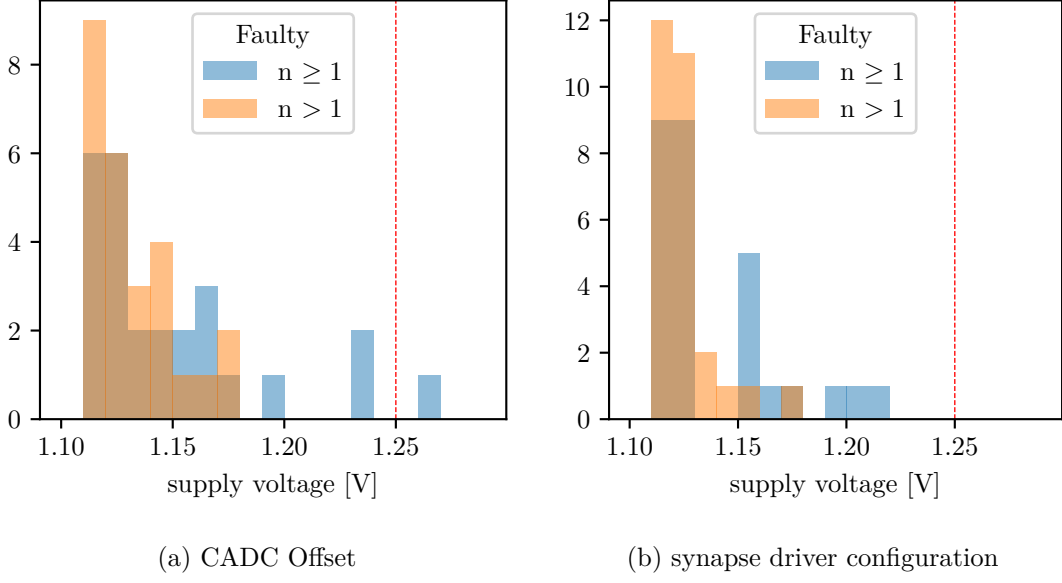 8
6
4
2
0
1.10 1.15 1.20 1.25
supply voltage [V]
Faulty
n ≥ 1
n > 1
(a) CADC Offset
12
10
8
6
4
2
0
1.10 1.15 1.20 1.25
supply voltage [V]
Faulty
n ≥ 1
n > 1
(b) synapse driver configuration